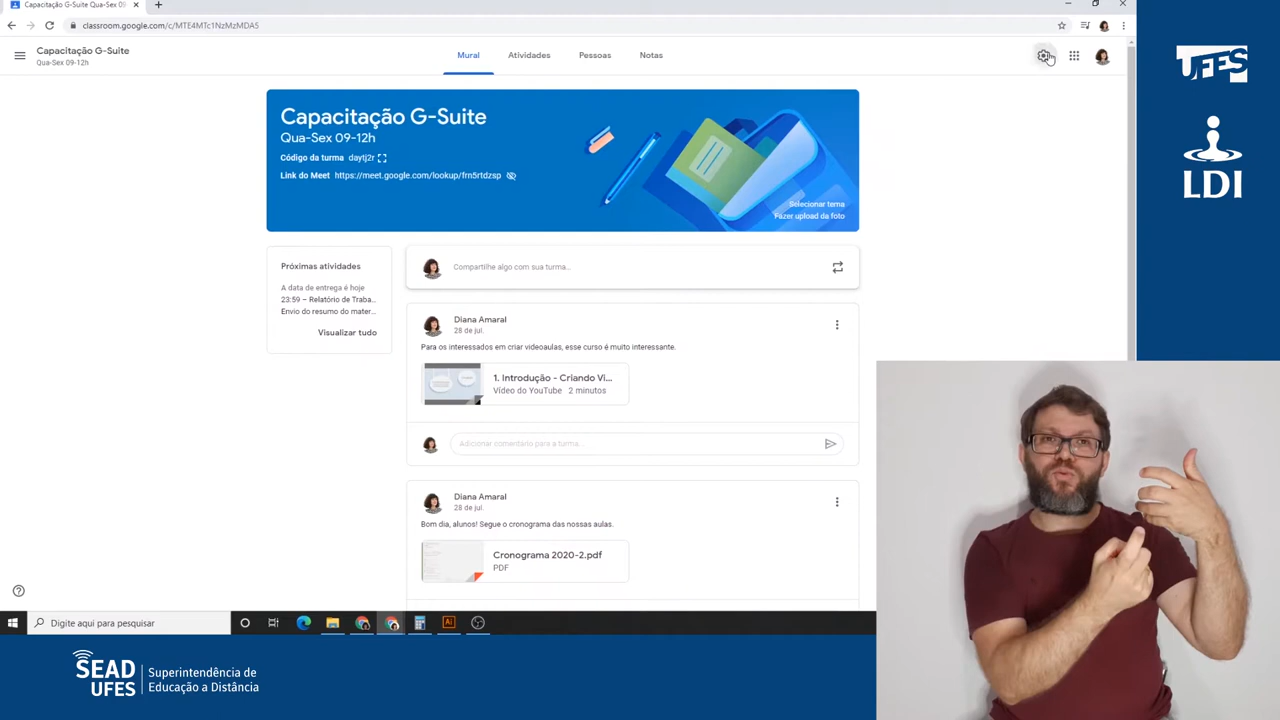 Capacitação G-Suite Qua-Sex 09-
classroom.google.com/c/MTE4MTc1NzMzMDA5
Capacitação G-Suite
Qua-Sex 09-12h
Mural
Atividades
Pessoas
Notas
Capacitação G-Suite
Qua-Sex 09-12h
Código da turma daytj2r
Link do Meet https://meet.google.com/lookup/frn5rtdzsp
Selecionar tema
Fazer upload da foto
Próximas atividades
A data de entrega é hoje
23:59 – Relatório de Traba...
Envio do resumo do mater...
Visualizar tudo
Compartilhe algo com sua turma...
Diana Amaral
28 de jul.
Para os interessados em criar videoaulas, esse curso é muito interessante.
1. Introdução - Criando Vi...
Vídeo do YouTube 2 minutos
Adicionar comentário para a turma...
Diana Amaral
28 de jul.
Bom dia, alunos! Segue o cronograma das nossas aulas.
Cronograma 2020-2.pdf
PDF
Digite aqui para pesquisar
Ai
UFES
LDI
SEAD
UFES
Superintendência de
Educação a Distância